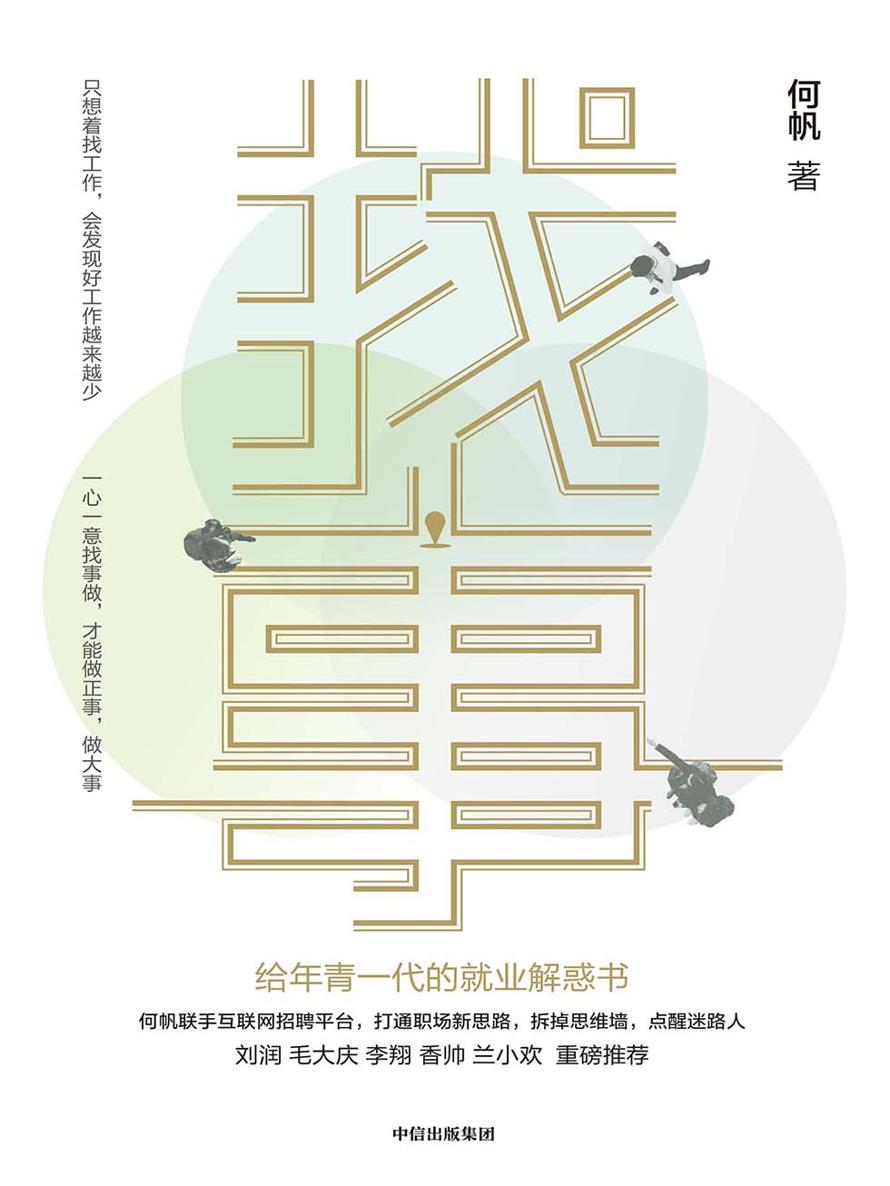 找事
何帆 著
只想着找工作，会发现好工作越来越少
一心一意找事做，才能做正事，做大事
给年青一代的就业解惑书
何帆联手互联网招聘平台，打通职场新思路，拆掉思维墙，点醒迷路人
刘润 毛大庆 李翔 香帅 兰小欢 重磅推荐
中信出版集团